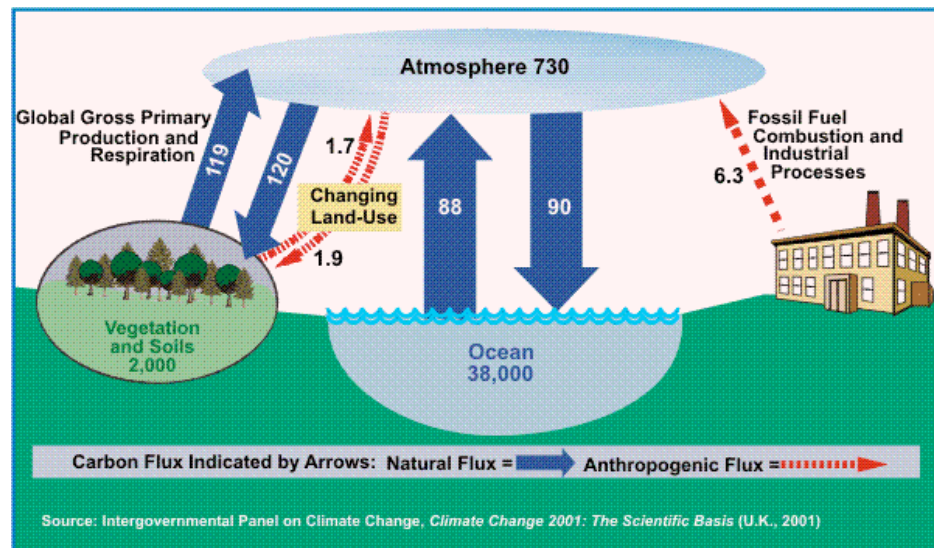 Atmosphere 730
Global Gross Primary
Production and
Respiration
119
120
1.7
Changing
Land-Use
1.9
88
90
Fossil Fuel
Combustion and
Industrial
Processes
6.3
Vegetation
and Soils
2,000
Ocean
38,000
Carbon Flux Indicated by Arrows: Natural Flux = Anthropogenic Flux =
Source: Intergovernmental Panel on Climate Change, Climate Change 2001: The Scientific Basis (U.K., 2001)